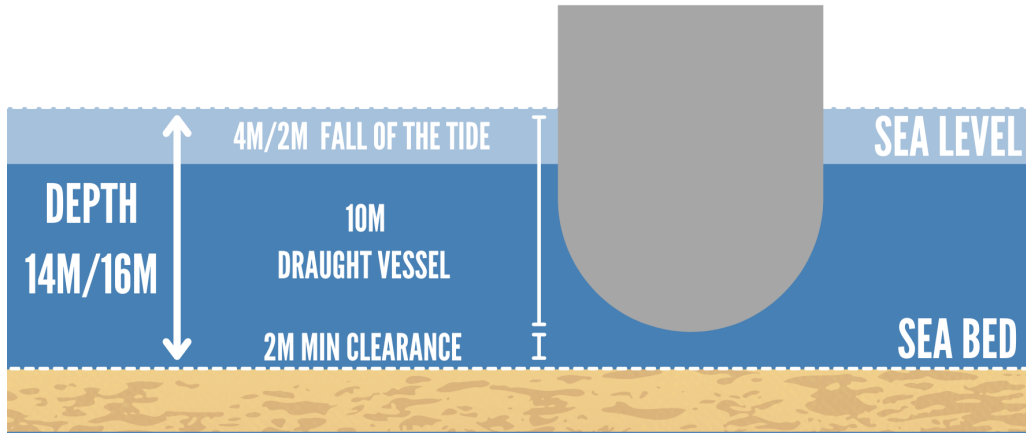 4M/2M FALL OF THE TIDE
SEA LEVEL
DEPTH
14M/16M
10M
DRAUGHT VESSEL
2M MIN CLEARANCE
SEA BED